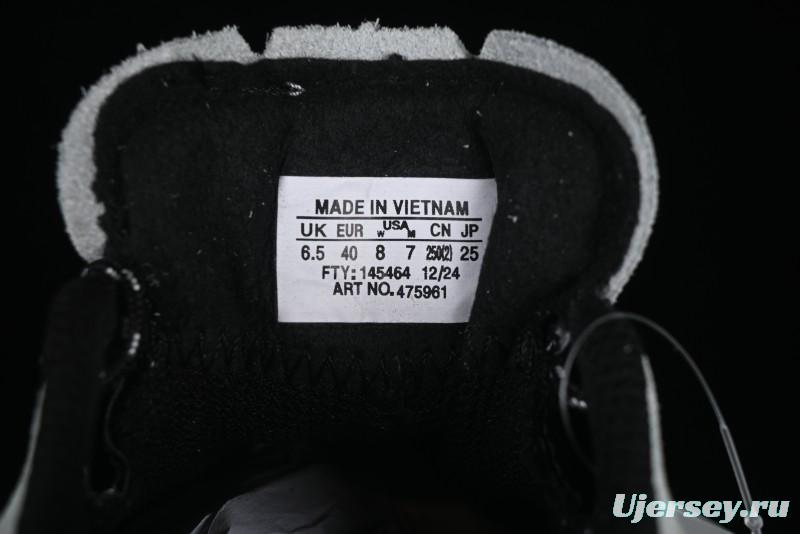 MADE IN VIETNAM
UK EUR W USA M CN JP
6.5 40 8 7 250(2) 25
FTY: 145464 12/24
ART NO. 475961
Ujersey.ru